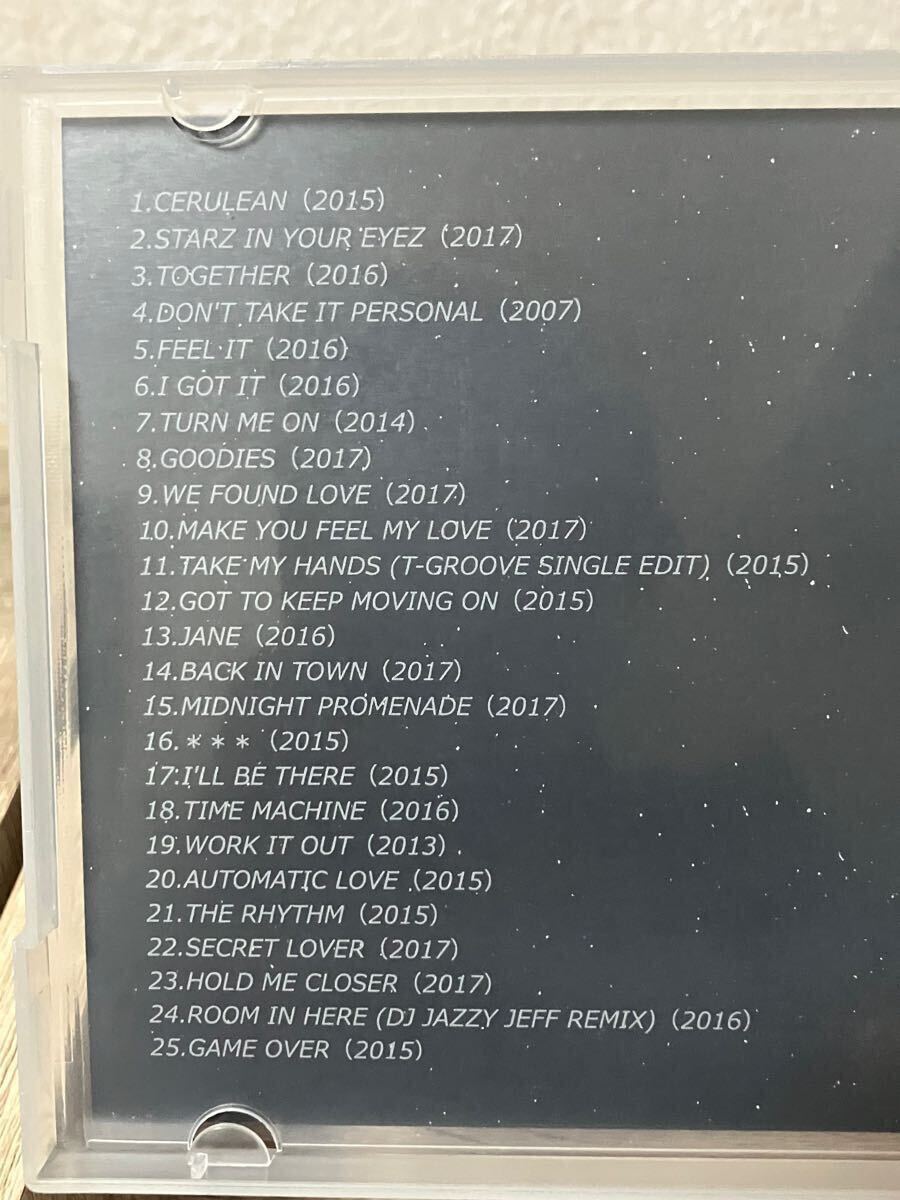 1.CERULEAN（2015）
2.STARZ IN YOUR EYEZ（2017）
3.TOGETHER（2016）
4.DON'T TAKE IT PERSONAL（2007）
5.FEEL IT（2016）
6.I GOT IT（2016）
7.TURN ME ON（2014）
8.GOODIES（2017）
9.WE FOUND LOVE（2017）
10.MAKE YOU FEEL MY LOVE（2017）
11.TAKE MY HANDS (T-GROOVE SINGLE EDIT)（2015）
12.GOT TO KEEP MOVING ON（2015）
13.JANE（2016）
14.BACK IN TOWN（2017）
15.MIDNIGHT PROMENADE（2017）
16.＊＊＊（2015）
17.I'LL BE THERE（2015）
18.TIME MACHINE（2016）
19.WORK IT OUT（2013）
20.AUTOMATIC LOVE（2015）
21.THE RHYTHM（2015）
22.SECRET LOVER（2017）
23.HOLD ME CLOSER（2017）
24.ROOM IN HERE (DJ JAZZY JEFF REMIX)（2016）
25.GAME OVER（2015）